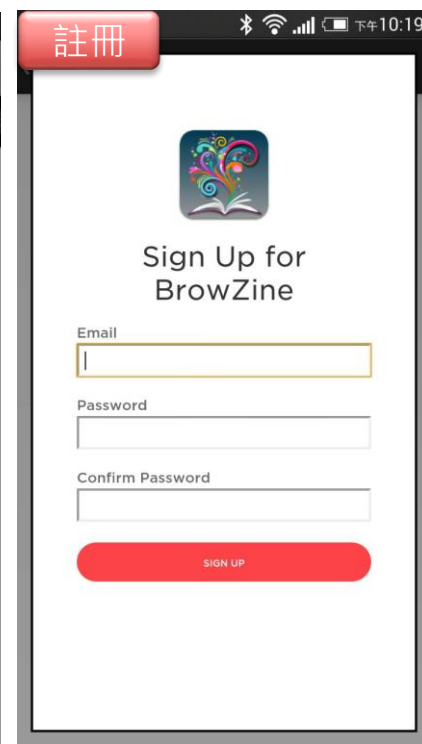 註冊
下午10:19
Sign Up for
BrowZine
Email
Password
Confirm Password
SIGN UP